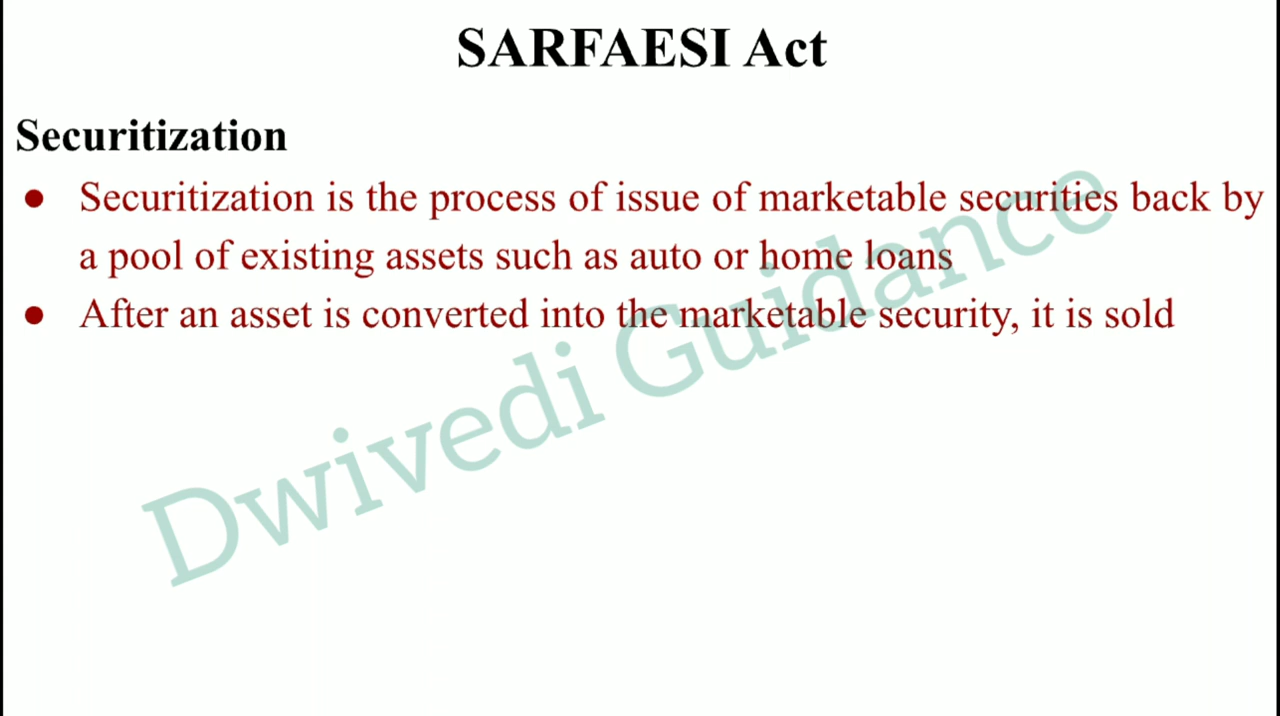 SARFAESI Act
Securitization
● Securitization is the process of issue of marketable securities back by
a pool of existing assets such as auto or home loans
● After an asset is converted into the marketable security, it is sold
Dwivedi Guidance